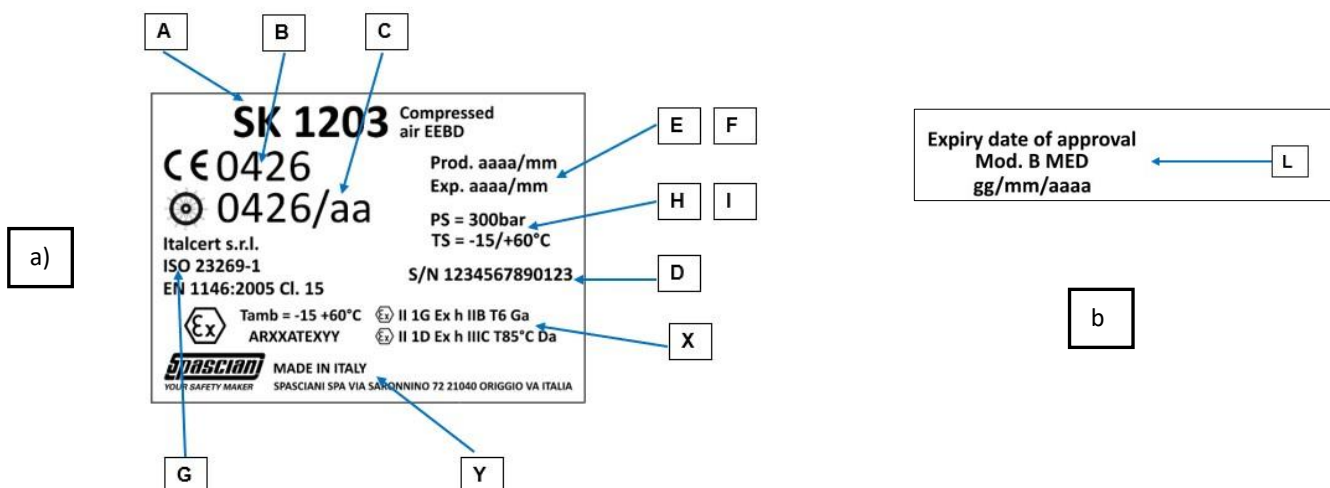 A B C
SK 1203 Compressed air EEBD
CE 0426
0426/aa
Prod. aaaa/mm
Exp. aaaa/mm
E F
PS = 300bar
TS = -15/+60°C
H I
Italcert s.r.l.
ISO 23269-1
EN 1146:2005 Cl. 15
S/N 1234567890123
D
Ex Tamb = -15 +60°C
ARXXATEXYY
Ex II 1G Ex h IIB T6 Ga
Ex II 1D Ex h IIIC T85°C Da
X
Spasciani
YOUR SAFETY MAKER
MADE IN ITALY
SPASCIANI SPA VIA SARONNINO 72 21040 ORIGGIO VA ITALIA
G Y
a)
Expiry date of approval
Mod. B MED
gg/mm/aaaa
L
b